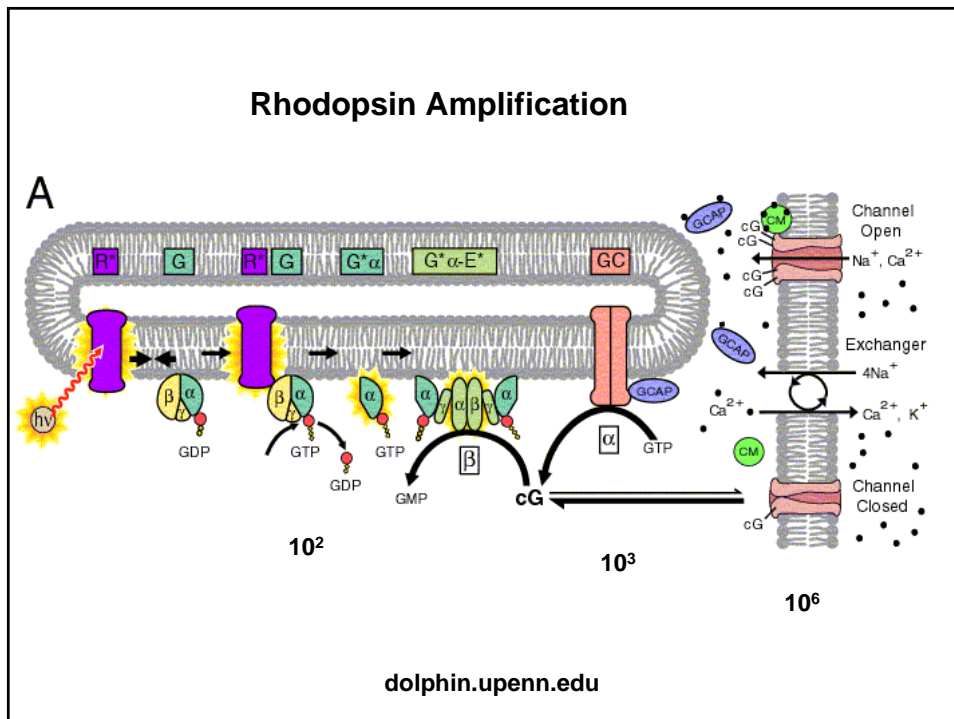 Rhodopsin Amplification
A
R* G R* G G*α G*α-E* GC
GCAP
CM
cG
cG
cG
cG
Channel
Open
Na⁺, Ca²⁺
hν
β α γ
GDP
β α γ
GTP
GDP
α
GTP
α γ α β γ α
β
GMP
cG
α
GTP
GCAP
GCAP
Exchanger
4Na⁺
Ca²⁺
Ca²⁺, K⁺
CM
Channel
Closed
cG
10²
10³
10⁶
dolphin.upenn.edu